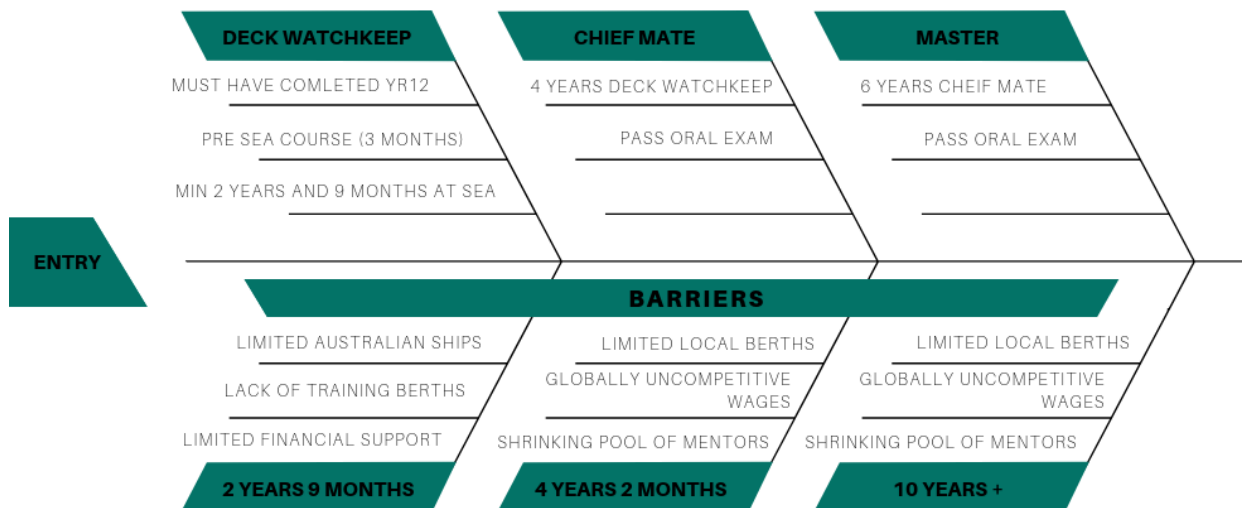 DECK WATCHKEEP
CHIEF MATE
MASTER
MUST HAVE COMLETED YR12
4 YEARS DECK WATCHKEEP
6 YEARS CHEIF MATE
PRE SEA COURSE (3 MONTHS)
PASS ORAL EXAM
PASS ORAL EXAM
MIN 2 YEARS AND 9 MONTHS AT SEA
ENTRY
BARRIERS
LIMITED AUSTRALIAN SHIPS
LIMITED LOCAL BERTHS
LIMITED LOCAL BERTHS
LACK OF TRAINING BERTHS
GLOBALLY UNCOMPETITIVE
WAGES
GLOBALLY UNCOMPETITIVE
WAGES
LIMITED FINANCIAL SUPPORT
SHRINKING POOL OF MENTORS
SHRINKING POOL OF MENTORS
2 YEARS 9 MONTHS
4 YEARS 2 MONTHS
10 YEARS +